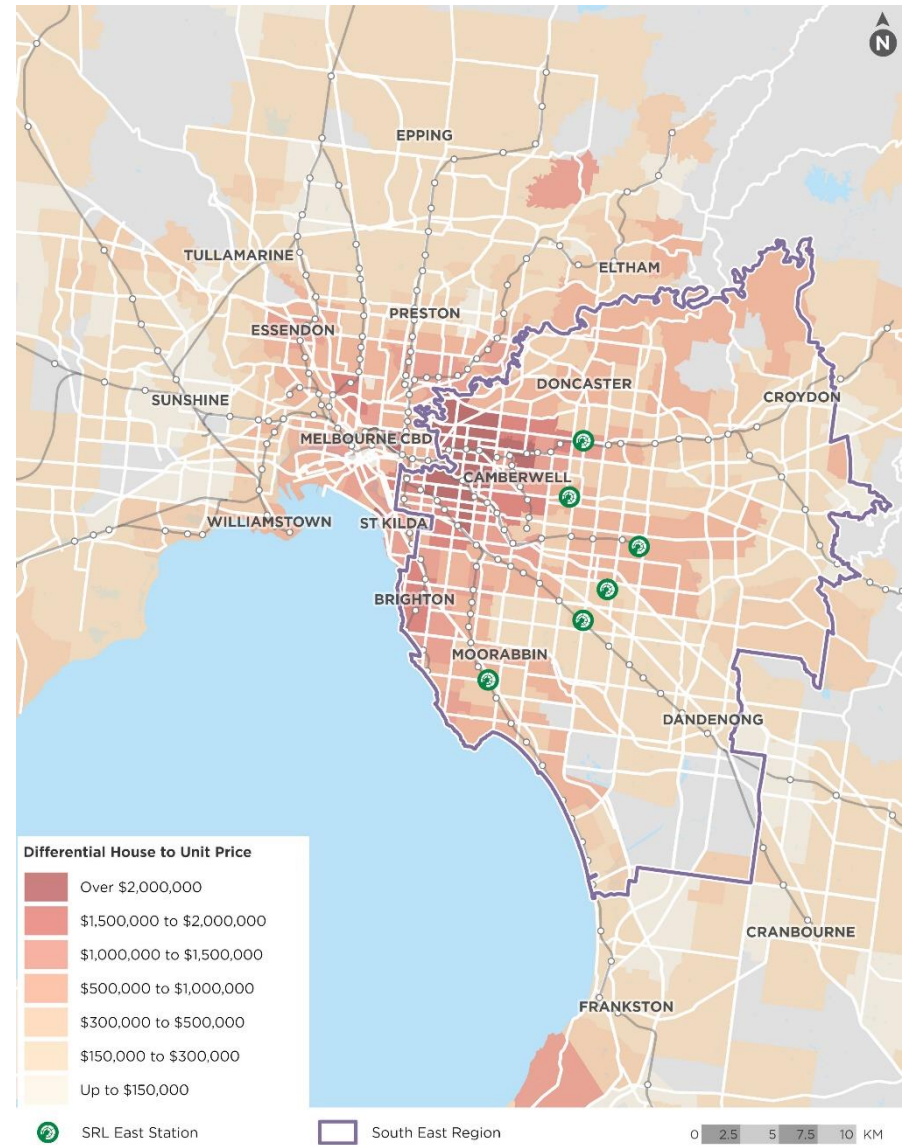 N
EPPING
TULLAMARINE
ELTHAM
PRESTON
ESSENDON
DONCASTER
CROYDON
SUNSHINE
MELBOURNE CBD
CAMBERWELL
WILLIAMSTOWN
ST KILDA
BRIGHTON
MOORABBIN
DANDENONG
CRANBOURNE
FRANKSTON
Differential House to Unit Price
Over $2,000,000
$1,500,000 to $2,000,000
$1,000,000 to $1,500,000
$500,000 to $1,000,000
$300,000 to $500,000
$150,000 to $300,000
Up to $150,000
SRL East Station
South East Region
0 2.5 5 7.5 10 KM